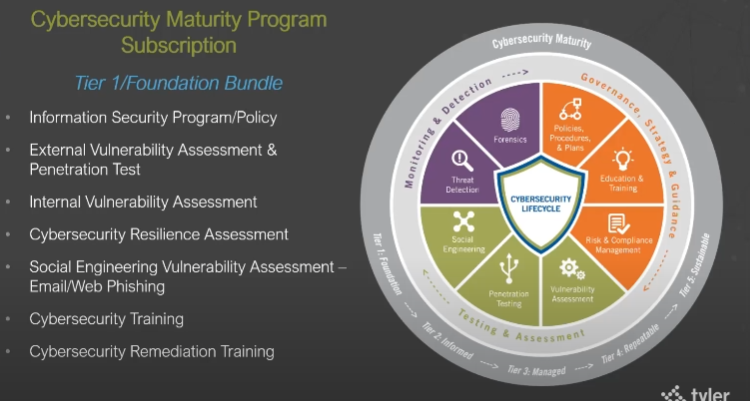 Cybersecurity Maturity Program
Subscription
Tier 1/Foundation Bundle
• Information Security Program/Policy
• External Vulnerability Assessment &
Penetration Test
• Internal Vulnerability Assessment
• Cybersecurity Resilience Assessment
• Social Engineering Vulnerability Assessment –
Email/Web Phishing
• Cybersecurity Training
• Cybersecurity Remediation Training
Cybersecurity Maturity
Monitoring & Detection ---->
Governance, Strategy & Guidance ---->
Testing & Assessment ---->
Forensics
Policies,
Procedures,
& Plans
Threat
Detection
Education &
Training
CYBERSECURITY
LIFECYCLE
Social
Engineering
Risk & Compliance
Management
Penetration
Testing
Vulnerability
Assessment
Tier 1: Foundation ---->
Tier 2: Informed ---->
Tier 3: Managed ---->
Tier 4: Repeatable ---->
Tier 5: Sustainable
tyler